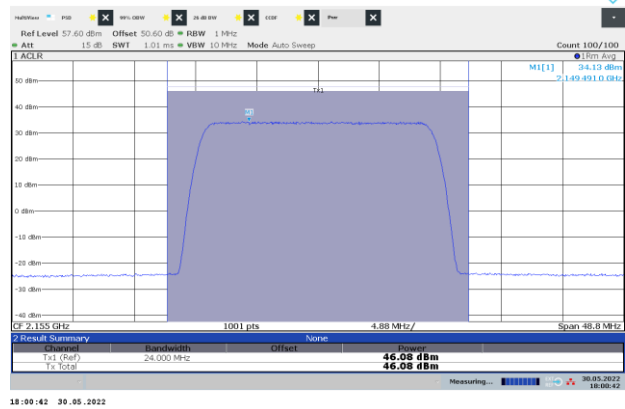 MultiView PSD X 99% OBW X 26 dB BW X CCDF X Pwr X
Ref Level 57.60 dBm Offset 50.60 dB RBW 1 MHz
Att 15 dB SWT 1.01 ms VBW 10 MHz Mode Auto Sweep Count 100/100
1 ACLR 1Rm Avg
M1[1] 34.13 dBm
2.149 491 0 GHz
50 dBm
Tx1
40 dBm
M1
30 dBm
20 dBm
10 dBm
0 dBm
-10 dBm
-20 dBm
-30 dBm
-40 dBm
CF 2.155 GHz 1001 pts 4.88 MHz/ Span 48.8 MHz
2 Result Summary None
Channel Bandwidth Offset Power
Tx1 (Ref) 24.000 MHz 46.08 dBm
Tx Total 46.08 dBm
Measuring... 30.05.2022
18:00:42
18:00:42 30.05.2022